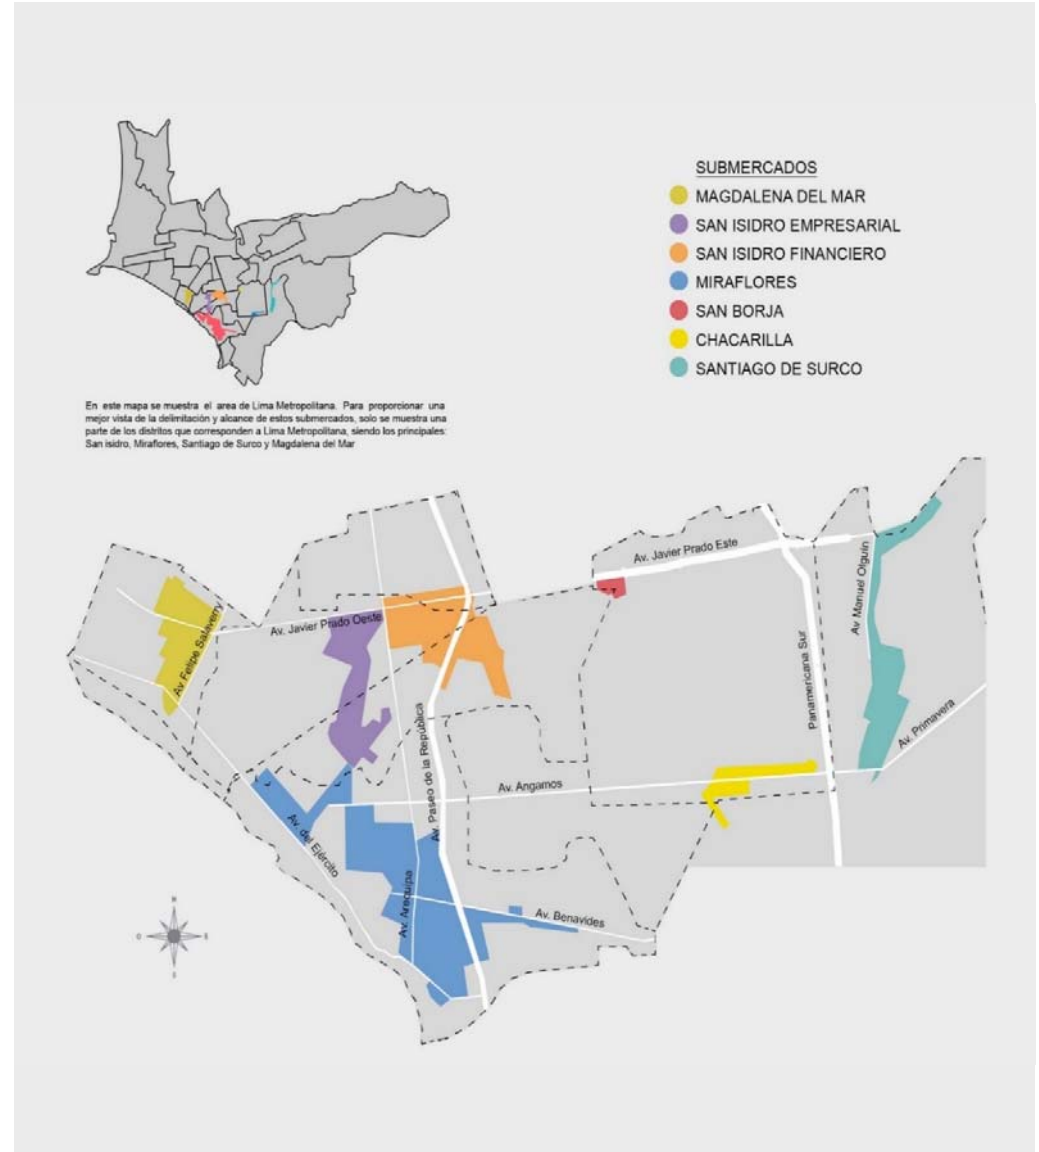 SUBMERCADOS
MAGDALENA DEL MAR
SAN ISIDRO EMPRESARIAL
SAN ISIDRO FINANCIERO
MIRAFLORES
SAN BORJA
CHACARILLA
SANTIAGO DE SURCO
En este mapa se muestra el area de Lima Metropolitana. Para proporcionar una
mejor vista de la delimitación y alcance de estos submercados, solo se muestra una
parte de los distritos que corresponden a Lima Metropolitana, siendo los principales:
San isidro, Miraflores, Santiago de Surco y Magdalena del Mar
Av. Javier Prado Este
Av Manuel Olguín
Av. Javier Prado Oeste
Av. Felipe Salaverry
Panamericana Sur
Av. Primavera
Av. Paseo de la República
Av. Angamos
Av. del Ejército
Av. Arequipa
Av. Benavides
N
O
E
S